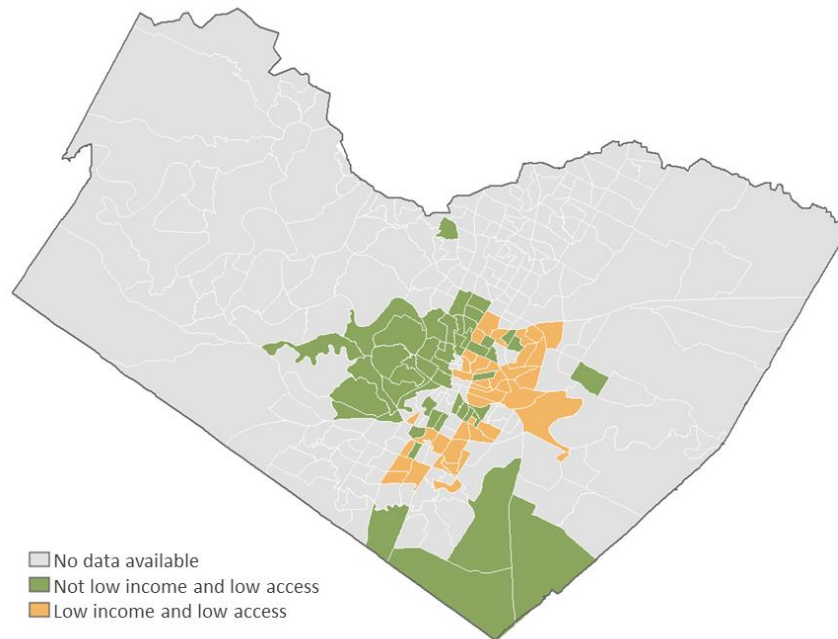 No data available
Not low income and low access
Low income and low access